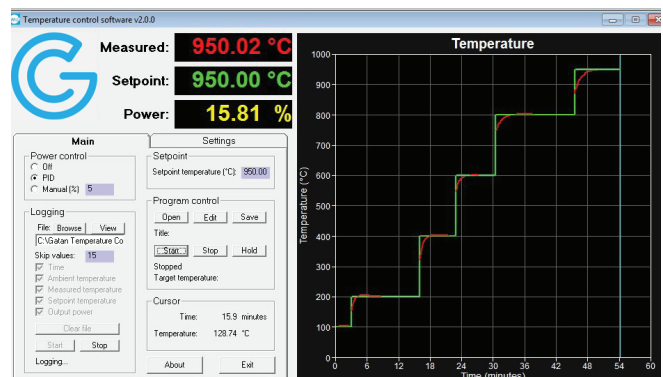 Temperature control software v2.0.0
Measured: 950.02 °C
Setpoint: 950.00 °C
Power: 15.81 %
Main
Settings
Power control
Off
PID
Manual (%) 5
Logging
File: Browse View
C:\Gatan Temperature Co
Skip values: 15
Time
Ambient temperature
Measured temperature
Setpoint temperature
Output power
Clear file
Start Stop
Logging...
Setpoint
Setpoint temperature (°C): 950.00
Program control
Open Edit Save
Title:
Start Stop Hold
Stopped
Target temperature:
Cursor
Time: 15.9 minutes
Temperature: 128.74 °C
About Exit
Temperature
Temperature (°C)
1000
900
800
700
600
500
400
300
200
100
0
0 6 12 18 24 30 36 42 48 54 60
Time (minutes)